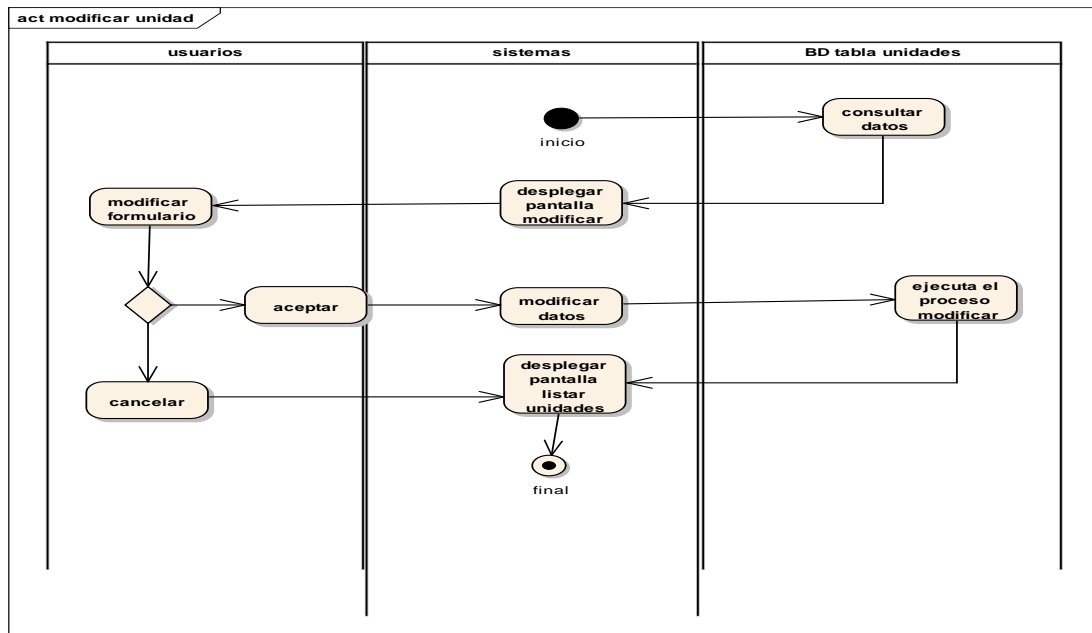 act modificar unidad
usuarios
sistemas
BD tabla unidades
inicio
consultar
datos
modificar
formulario
desplegar
pantalla
modificar
aceptar
modificar
datos
ejecuta el
proceso
modificar
cancelar
desplegar
pantalla
listar
unidades
final